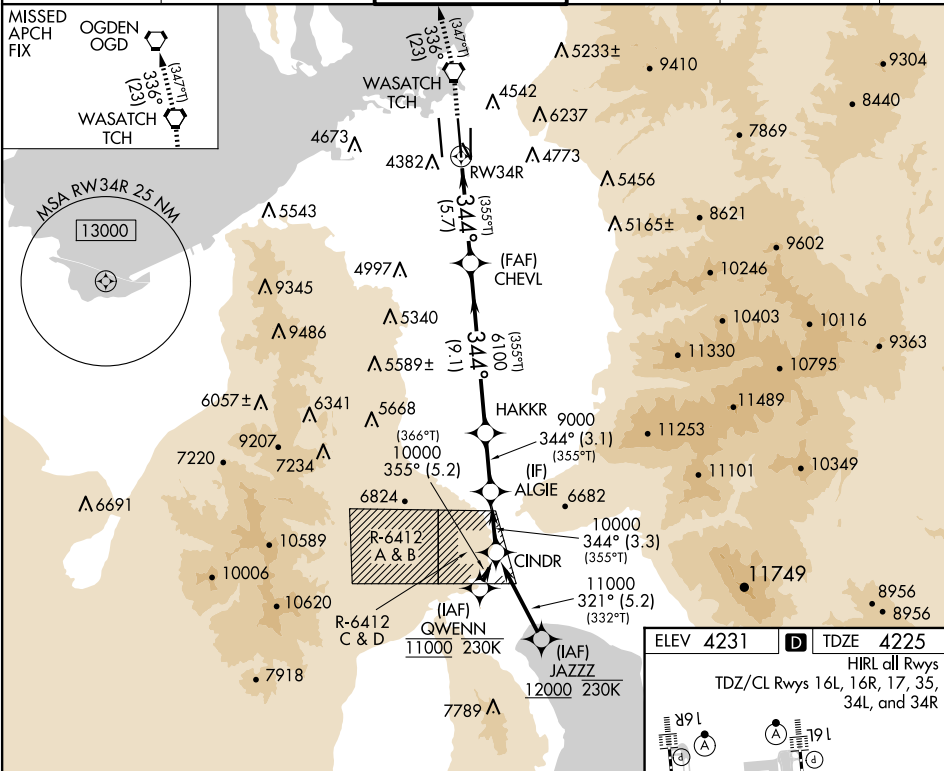 MISSED
APCH
FIX
OGDEN
OGD
(347°T)
336°
(23)
WASATCH
TCH
(347°T)
336°
(23)
WASATCH
TCH
5233±
9410
9304
4542
6237
8440
7869
4673
4382
4773
RW34R
5456
MSA RW34R 25 NM
13000
5543
(355°T)
344°
(5.7)
5165±
8621
9602
(FAF)
CHEVL
4997
10246
9345
5340
9486
10403
10116
9363
(355°T)
6100
344°
(9.1)
5589±
11330
10795
6057±
6341
5668
11489
HAKKR
9000
344° (3.1)
(355°T)
11253
9207
7220
7234
(366°T)
10000
355° (5.2)
(IF)
ALGIE
11101
10349
6691
6824
6682
R-6412
A & B
10000
344° (3.3)
(355°T)
10589
CINDR
10006
11749
10620
R-6412
C & D
(IAF)
QWENN
11000 230K
11000
321° (5.2)
(332°T)
8956
8956
(IAF)
JAZZZ
12000 230K
7918
7789
ELEV 4231 D TDZE 4225
HIRL all Rwys
TDZ/CL Rwys 16L, 16R, 17, 35,
34L, and 34R
16R
A
P
A
16L
P